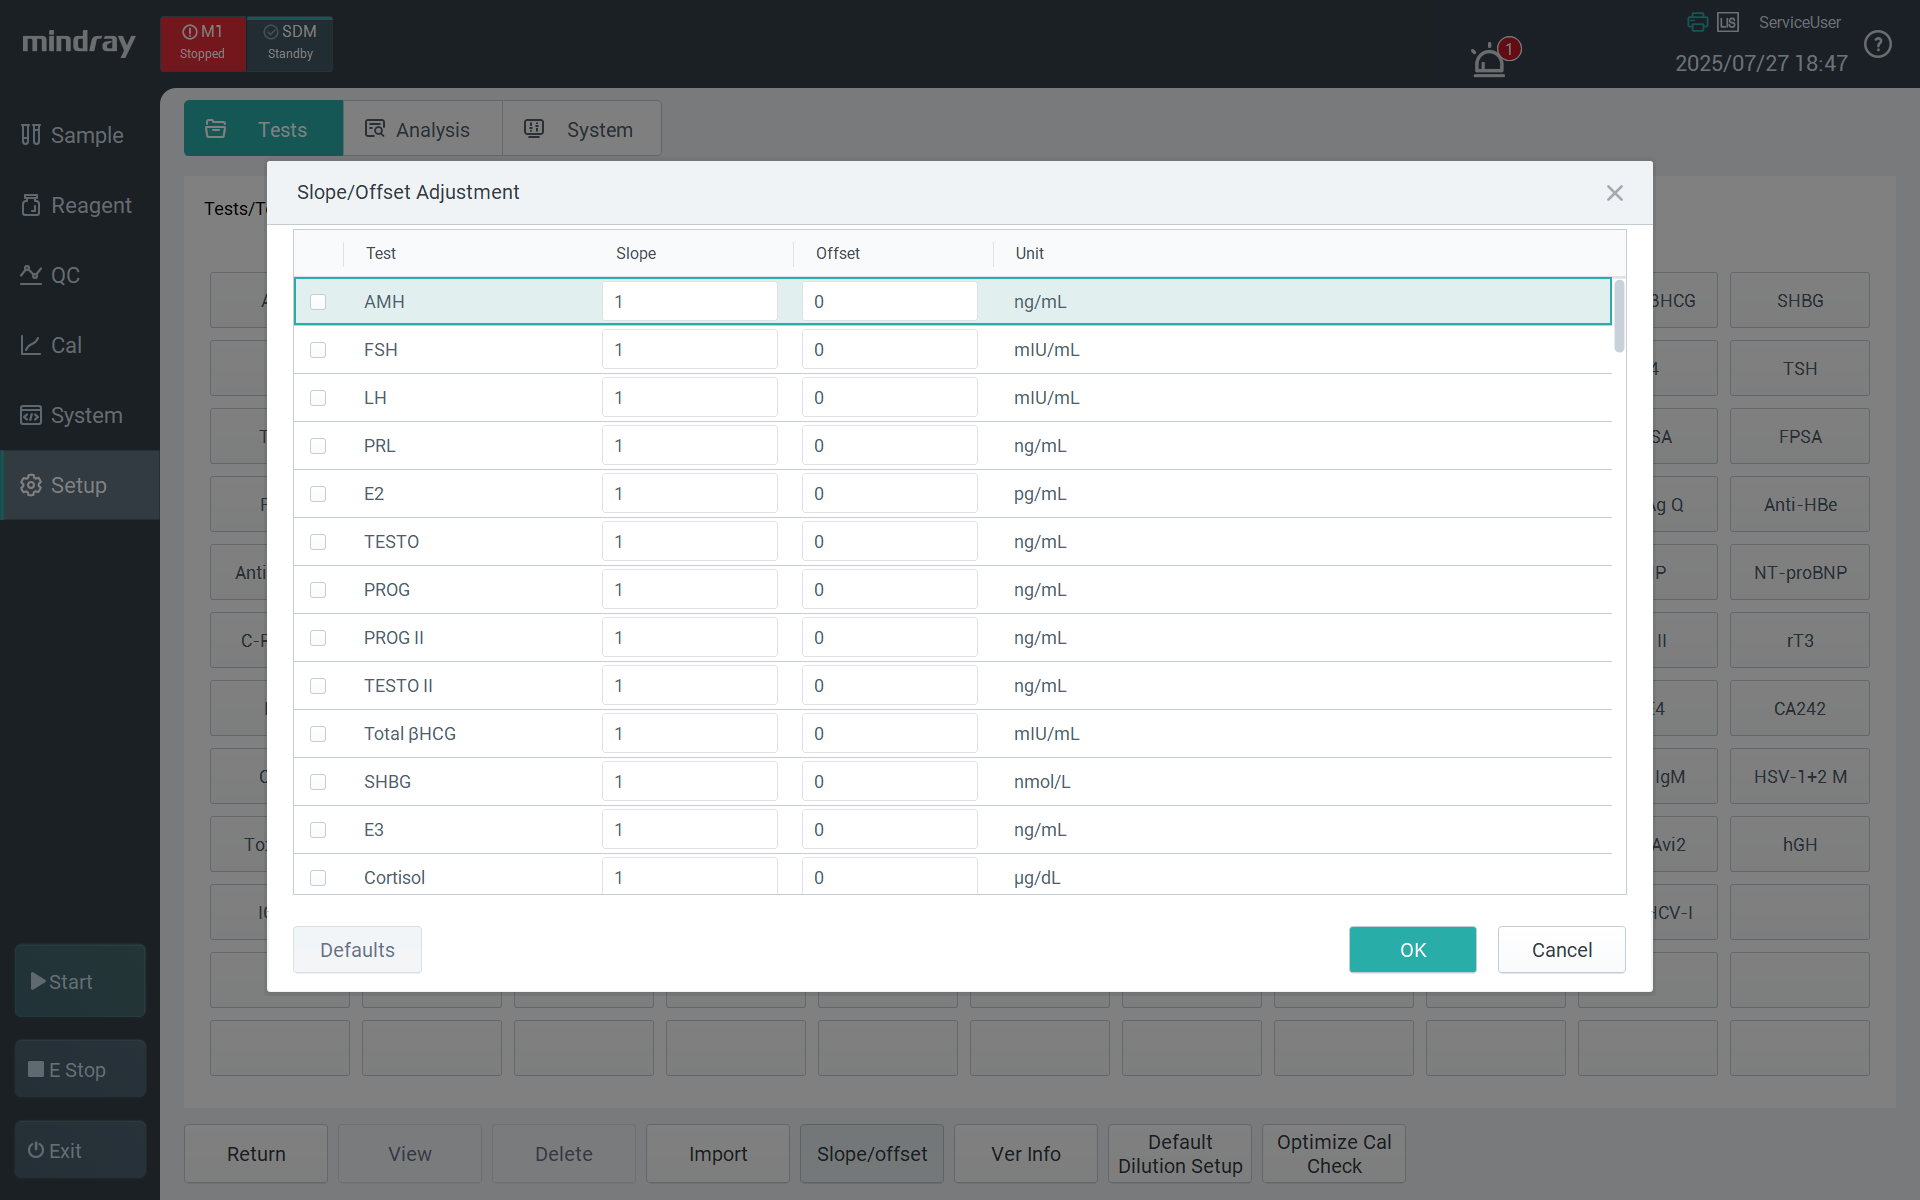 mindray
M1
Stopped
SDM
Standby
1
LIS
ServiceUser
2025/07/27 18:47
?
Sample
Reagent
QC
Cal
System
Setup
Start
E Stop
Exit
Tests
Analysis
System
Tests/T
Slope/Offset Adjustment
Test Slope Offset Unit
AMH 1 0 ng/mL
FSH 1 0 mIU/mL
LH 1 0 mIU/mL
PRL 1 0 ng/mL
E2 1 0 pg/mL
TESTO 1 0 ng/mL
PROG 1 0 ng/mL
PROG II 1 0 ng/mL
TESTO II 1 0 ng/mL
Total βHCG 1 0 mIU/mL
SHBG 1 0 nmol/L
E3 1 0 ng/mL
Cortisol 1 0 µg/dL
Defaults
OK
Cancel
Anti
HCG SHBG
4 TSH
SA FPSA
g Q Anti-HBe
P NT-proBNP
II rT3
4 CA242
IgM HSV-1+2 M
Avi2 hGH
CV-I
Return
View
Delete
Import
Slope/offset
Ver Info
Default
Dilution Setup
Optimize Cal
Check